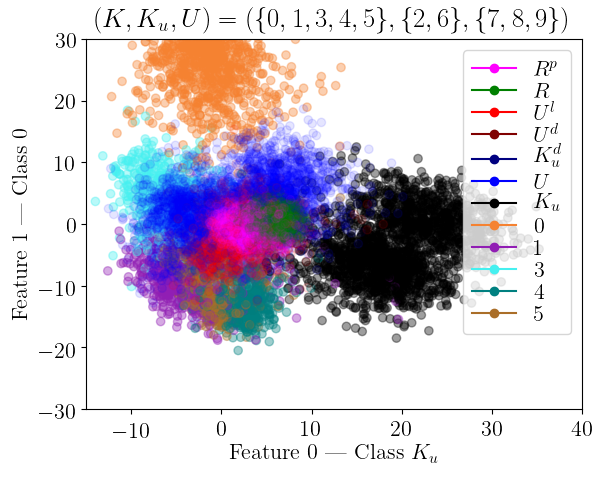 (K, K_u, U) = ({0, 1, 3, 4, 5}, {2, 6}, {7, 8, 9})
30
20
10
0
−10
−20
−30
Feature 1 — Class 0
−10 0 10 20 30 40
Feature 0 — Class K_u
R^p
R
U^l
U^d
K_u^d
U
K_u
0
1
3
4
5